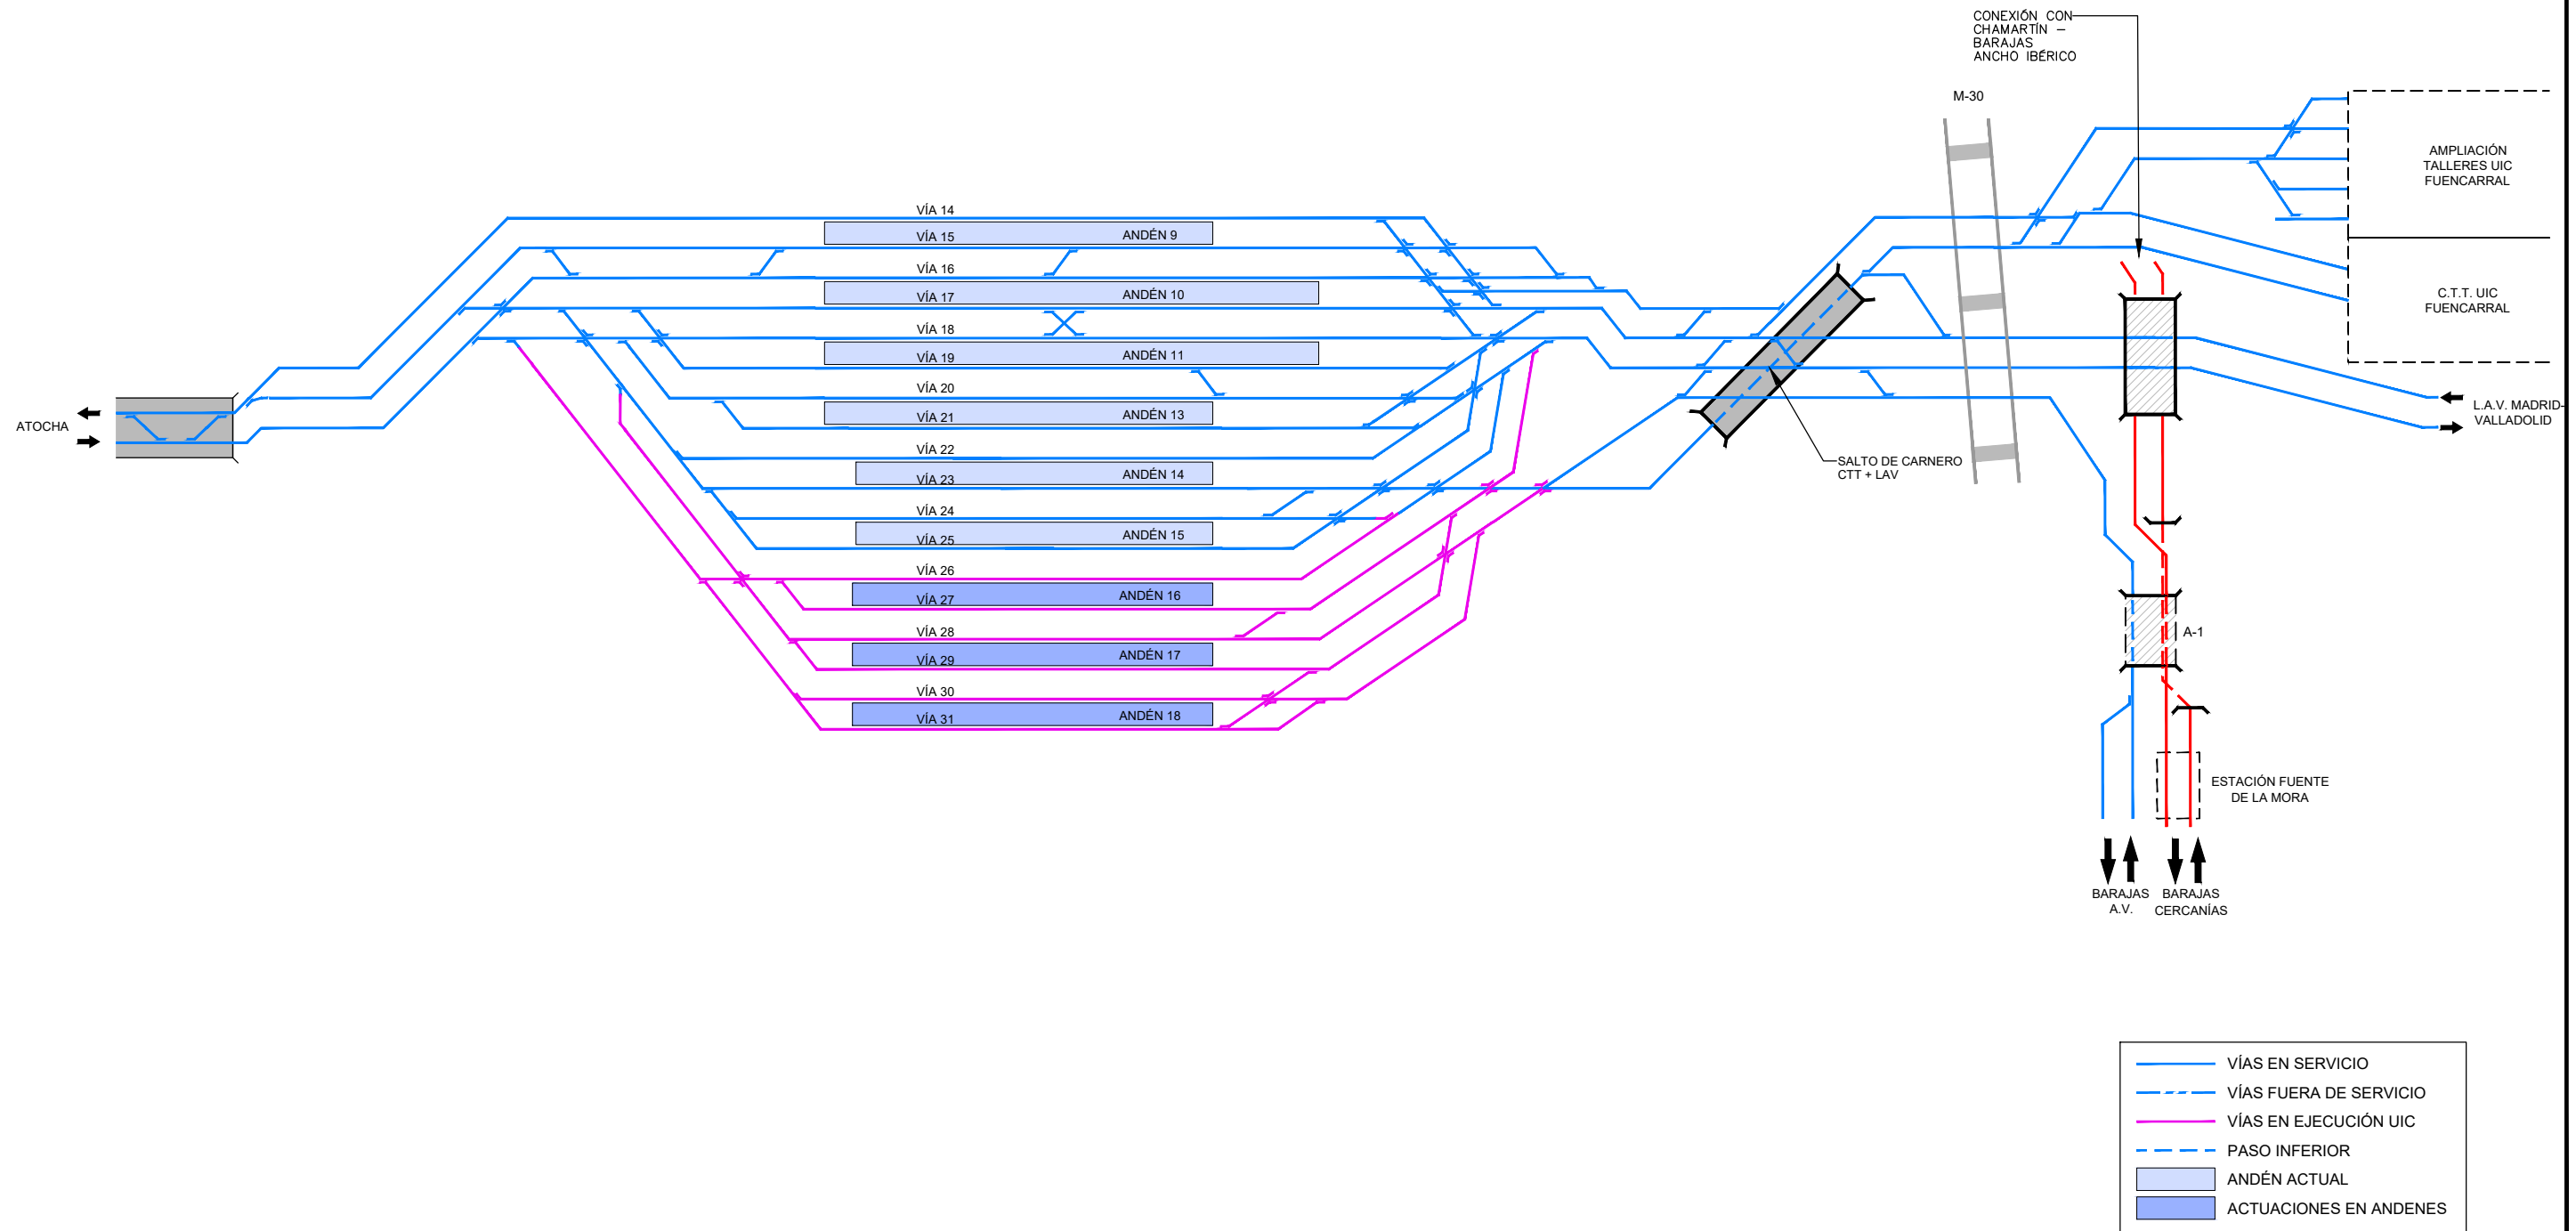 CONEXIÓN CON
CHAMARTÍN –
BARAJAS
ANCHO IBÉRICO
M-30
AMPLIACIÓN
TALLERES UIC
FUENCARRAL
C.T.T. UIC
FUENCARRAL
VÍA 14
VÍA 15
ANDÉN 9
VÍA 16
VÍA 17
ANDÉN 10
VÍA 18
VÍA 19
ANDÉN 11
VÍA 20
VÍA 21
ANDÉN 13
VÍA 22
VÍA 23
ANDÉN 14
VÍA 24
VÍA 25
ANDÉN 15
VÍA 26
VÍA 27
ANDÉN 16
VÍA 28
VÍA 29
ANDÉN 17
VÍA 30
VÍA 31
ANDÉN 18
ATOCHA
L.A.V. MADRID-
VALLADOLID
SALTO DE CARNERO
CTT + LAV
A-1
ESTACIÓN FUENTE
DE LA MORA
BARAJAS
A.V.
BARAJAS
CERCANÍAS
VÍAS EN SERVICIO
VÍAS FUERA DE SERVICIO
VÍAS EN EJECUCIÓN UIC
PASO INFERIOR
ANDÉN ACTUAL
ACTUACIONES EN ANDENES